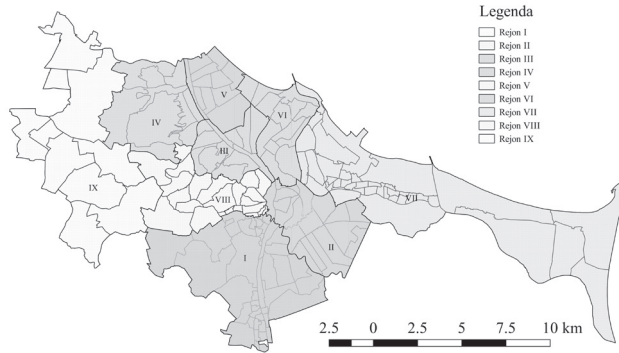 Legenda
Rejon I
Rejon II
Rejon III
Rejon IV
Rejon V
Rejon VI
Rejon VII
Rejon VIII
Rejon IX
V
VI
IV
III
IX
VIII
VII
II
I
2.5 0 2.5 5 7.5 10 km